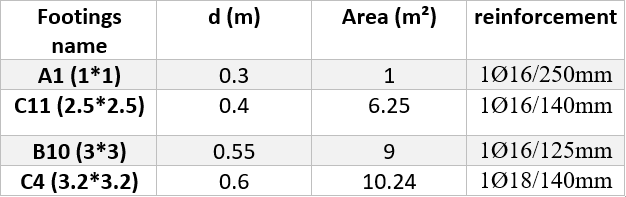 Footings name d (m) Area (m²) reinforcement
A1 (1*1) 0.3 1 1Ø16/250mm
C11 (2.5*2.5) 0.4 6.25 1Ø16/140mm
B10 (3*3) 0.55 9 1Ø16/125mm
C4 (3.2*3.2) 0.6 10.24 1Ø18/140mm